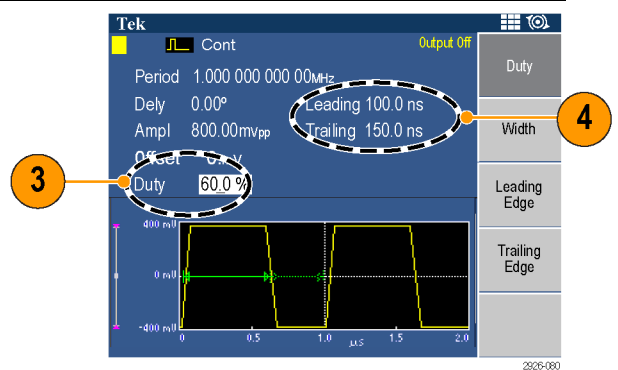 Tek
Cont
Output Off
Period 1.000 000 000 00MHz
Dely 0.00°
Leading 100.0 ns
Ampl 800.00mVpp
Trailing 150.0 ns
Offset
Duty 60.0 %
400 mV
0 mV
-400 mV
0 0.5 1.0 1.5 2.0
µs
Duty
Width
Leading
Edge
Trailing
Edge
3
4
2926-080